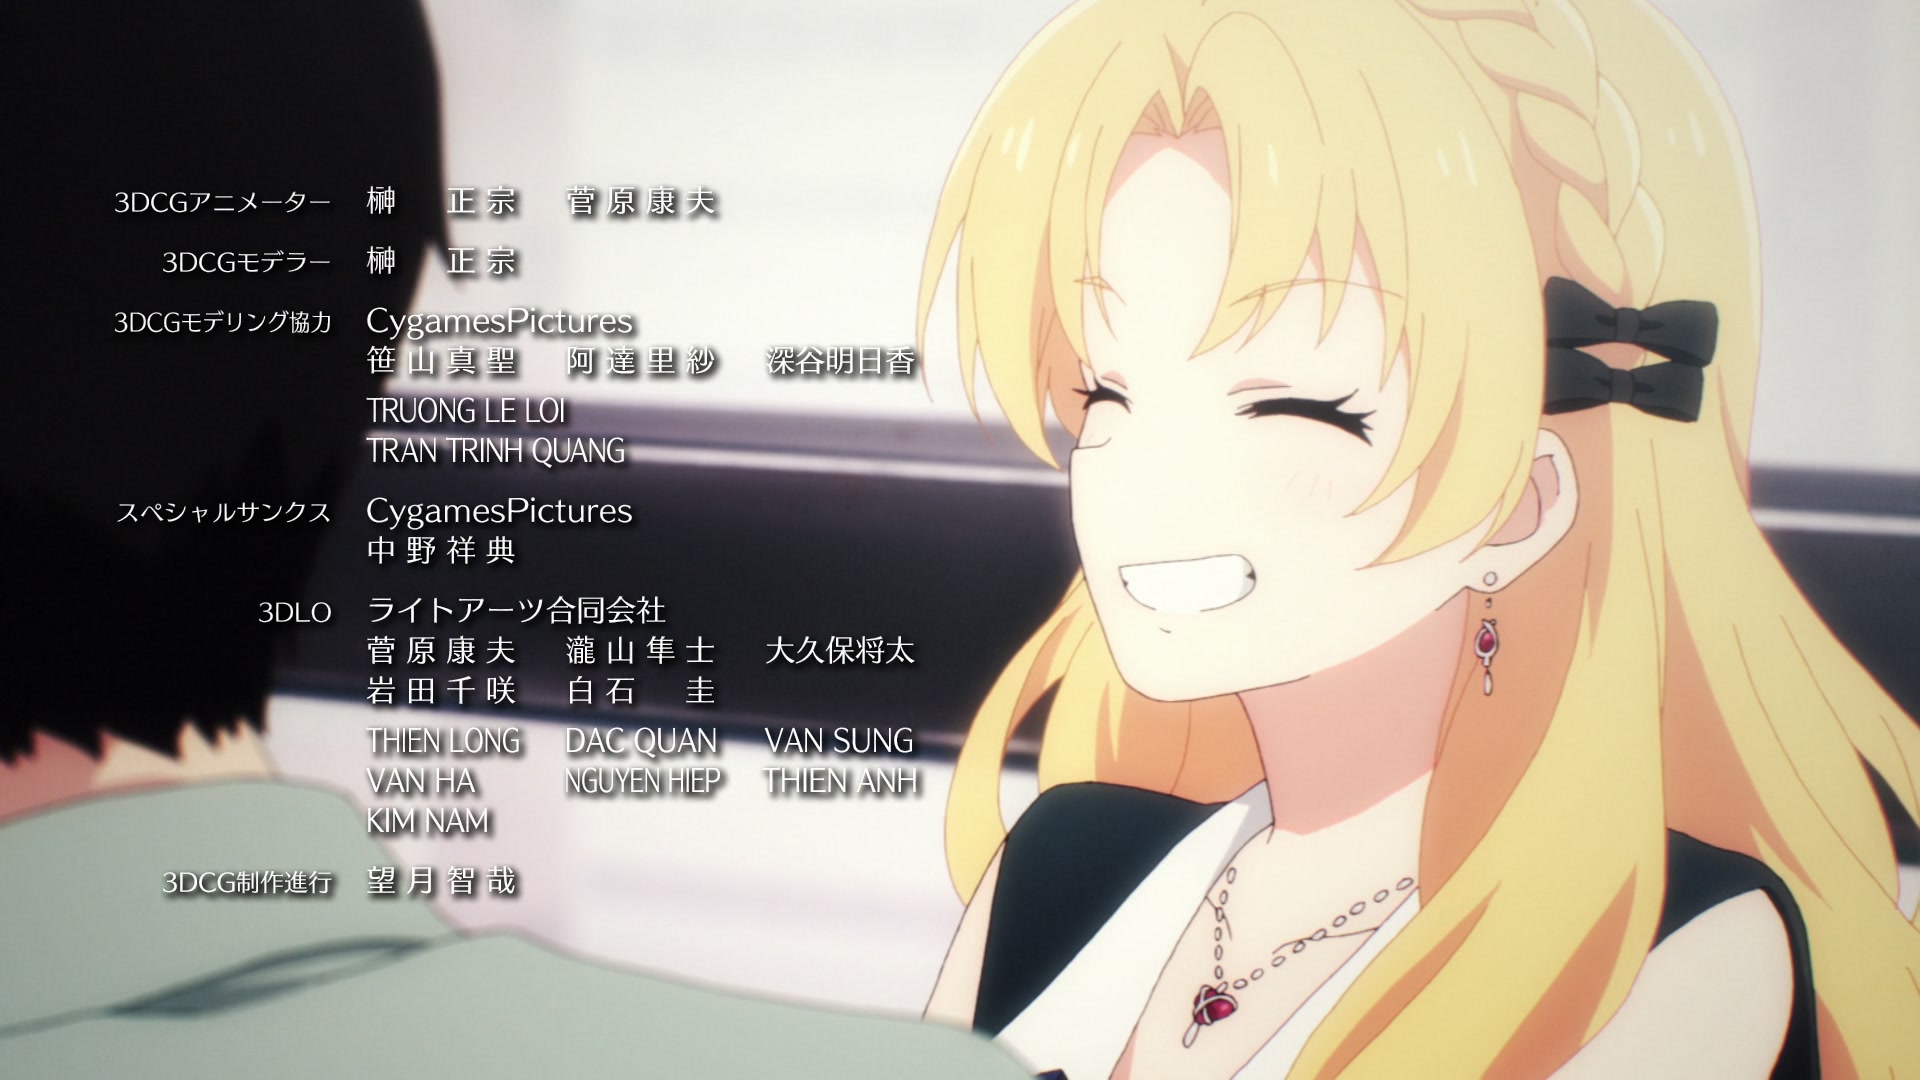 3DCGアニメーター 榊 正宗 菅原康夫
3DCGモデラー 榊 正宗
3DCGモデリング協力 CygamesPictures
笹山真聖 阿達里紗 深谷明日香
TRUONG LE LOI
TRAN TRINH QUANG
スペシャルサンクス CygamesPictures
中野祥典
3DLO ライトアーツ合同会社
菅原康夫 瀧山隼士 大久保将太
岩田千咲 白石 圭
THIEN LONG DAC QUAN VAN SUNG
VAN HA NGUYEN HIEP THIEN ANH
KIM NAM
3DCG制作進行 望月智哉